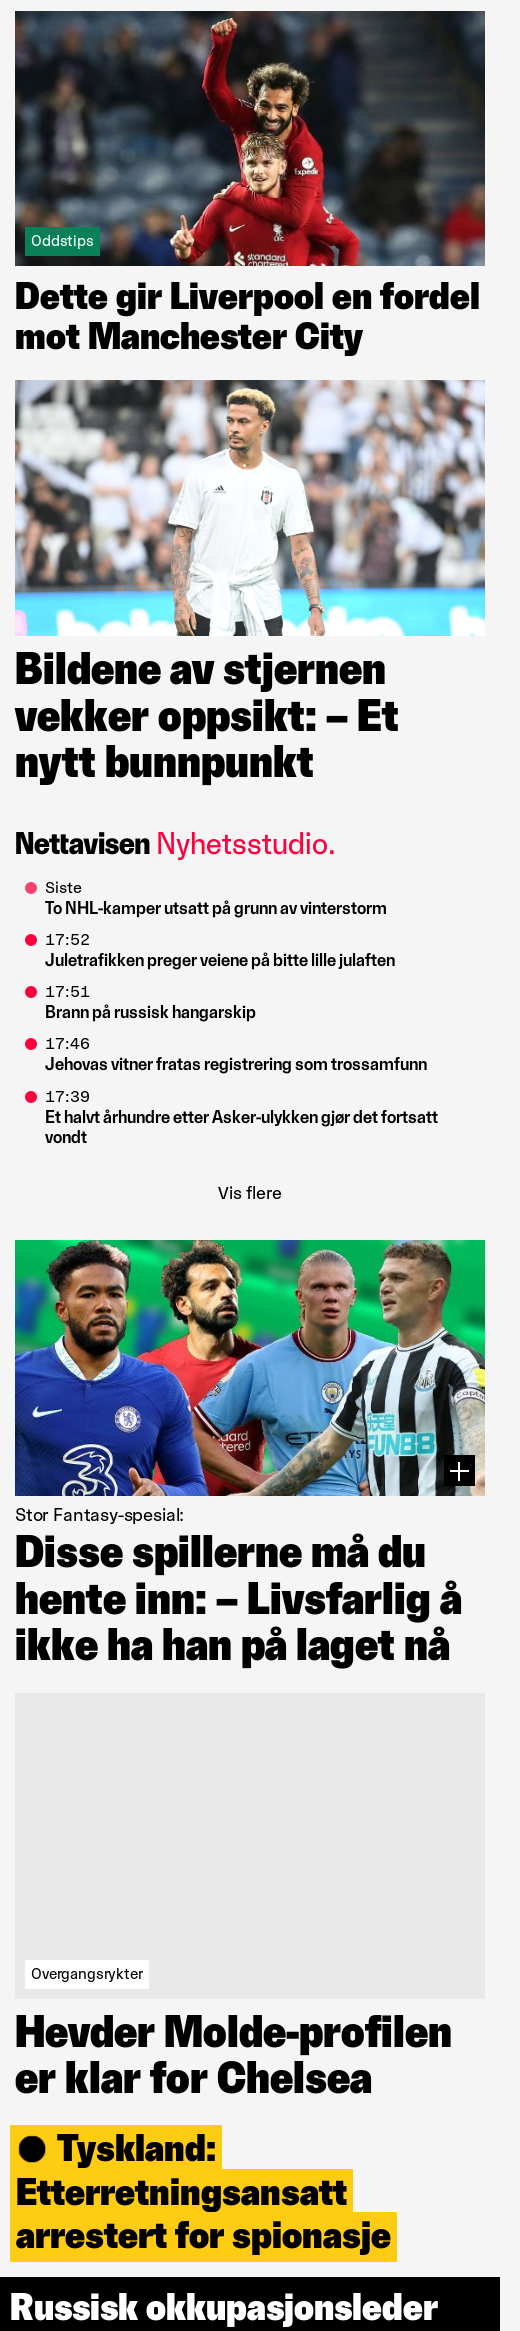 Expedia
standard
chartered
Oddstips
Dette gir Liverpool en fordel
mot Manchester City
Bildene av stjernen
vekker oppsikt: – Et
nytt bunnpunkt
Nettavisen Nyhetsstudio.
Siste
To NHL-kamper utsatt på grunn av vinterstorm
17:52
Juletrafikken preger veiene på bitte lille julaften
17:51
Brann på russisk hangarskip
17:46
Jehovas vitner fratas registrering som trossamfunn
17:39
Et halvt århundre etter Asker-ulykken gjør det fortsatt
vondt
Vis flere
3
FUN88
Stor Fantasy-spesial:
Disse spillerne må du
hente inn: – Livsfarlig å
ikke ha han på laget nå
Overgangsrykter
Hevder Molde-profilen
er klar for Chelsea
Tyskland:
Etterretningsansatt
arrestert for spionasje
Russisk okkupasjonsleder